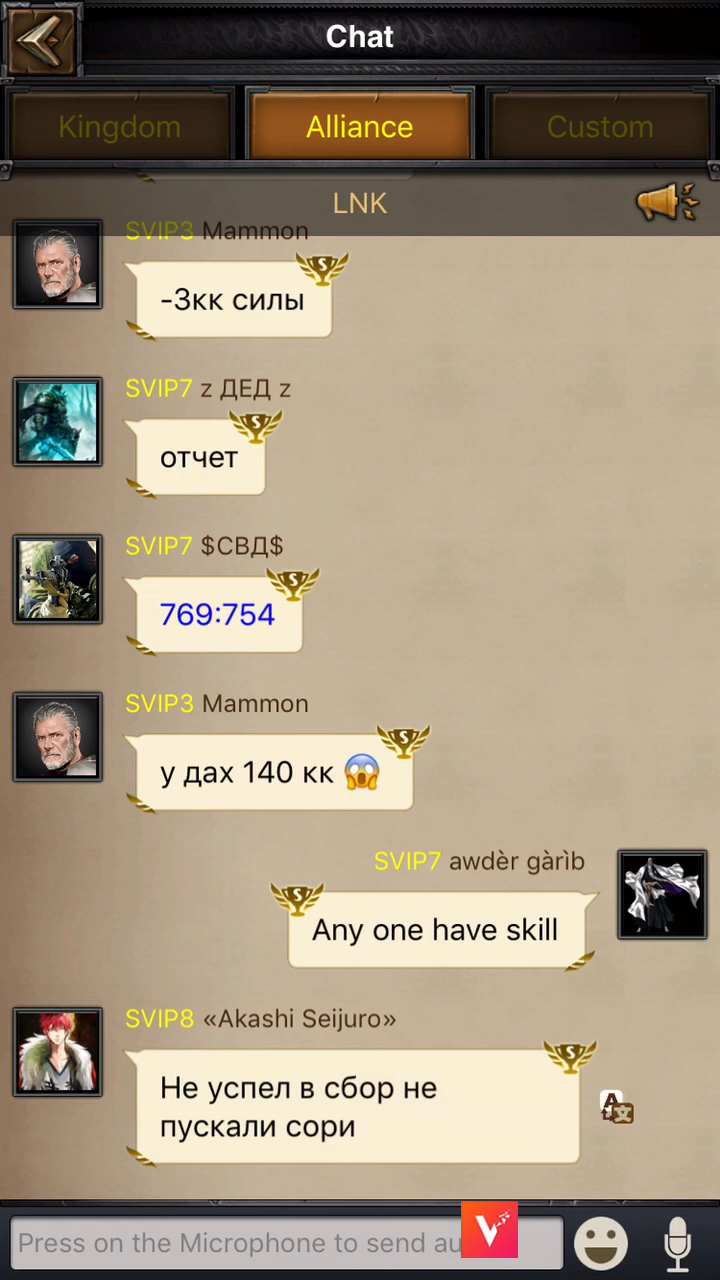 Chat
Kingdom
Alliance
Custom
LNK
SVIP3 Mammon
-3кк силы
SVIP7 z ДЕД z
отчет
SVIP7 $СВД$
769:754
SVIP3 Mammon
у дах 140 кк 😱
SVIP7 awdèr gàrìb
Any one have skill
SVIP8 «Akashi Seijuro»
Не успел в сбор не
пускали сори
Press on the Microphone to send au